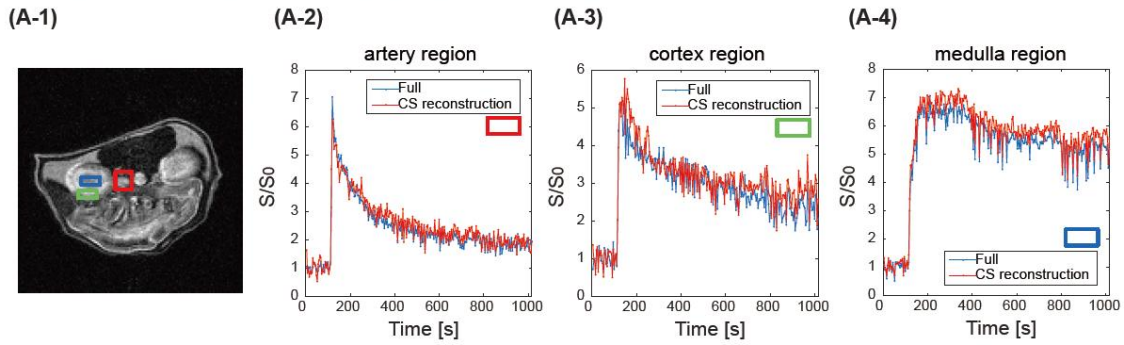 (A-1)
(A-2)
(A-3)
(A-4)
artery region
8
7
6
5
4
3
2
1
0
S/S0
Full
CS reconstruction
0
200
400
600
800
1000
Time [s]
cortex region
6
5
4
3
2
1
0
S/S0
Full
CS reconstruction
0
200
400
600
800
1000
Time [s]
medulla region
8
7
6
5
4
3
2
1
0
S/S0
Full
CS reconstruction
0
200
400
600
800
1000
Time [s]